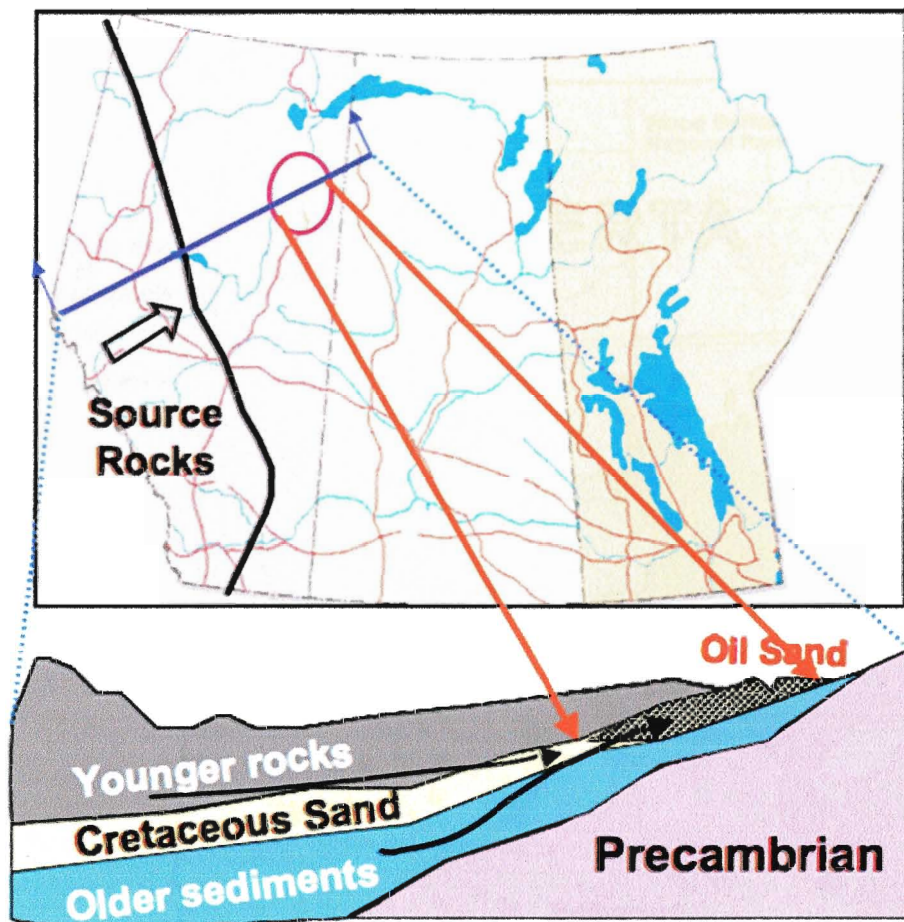 Source
Rocks
Oil Sand
Younger rocks
Cretaceous Sand
Older sediments
Precambrian